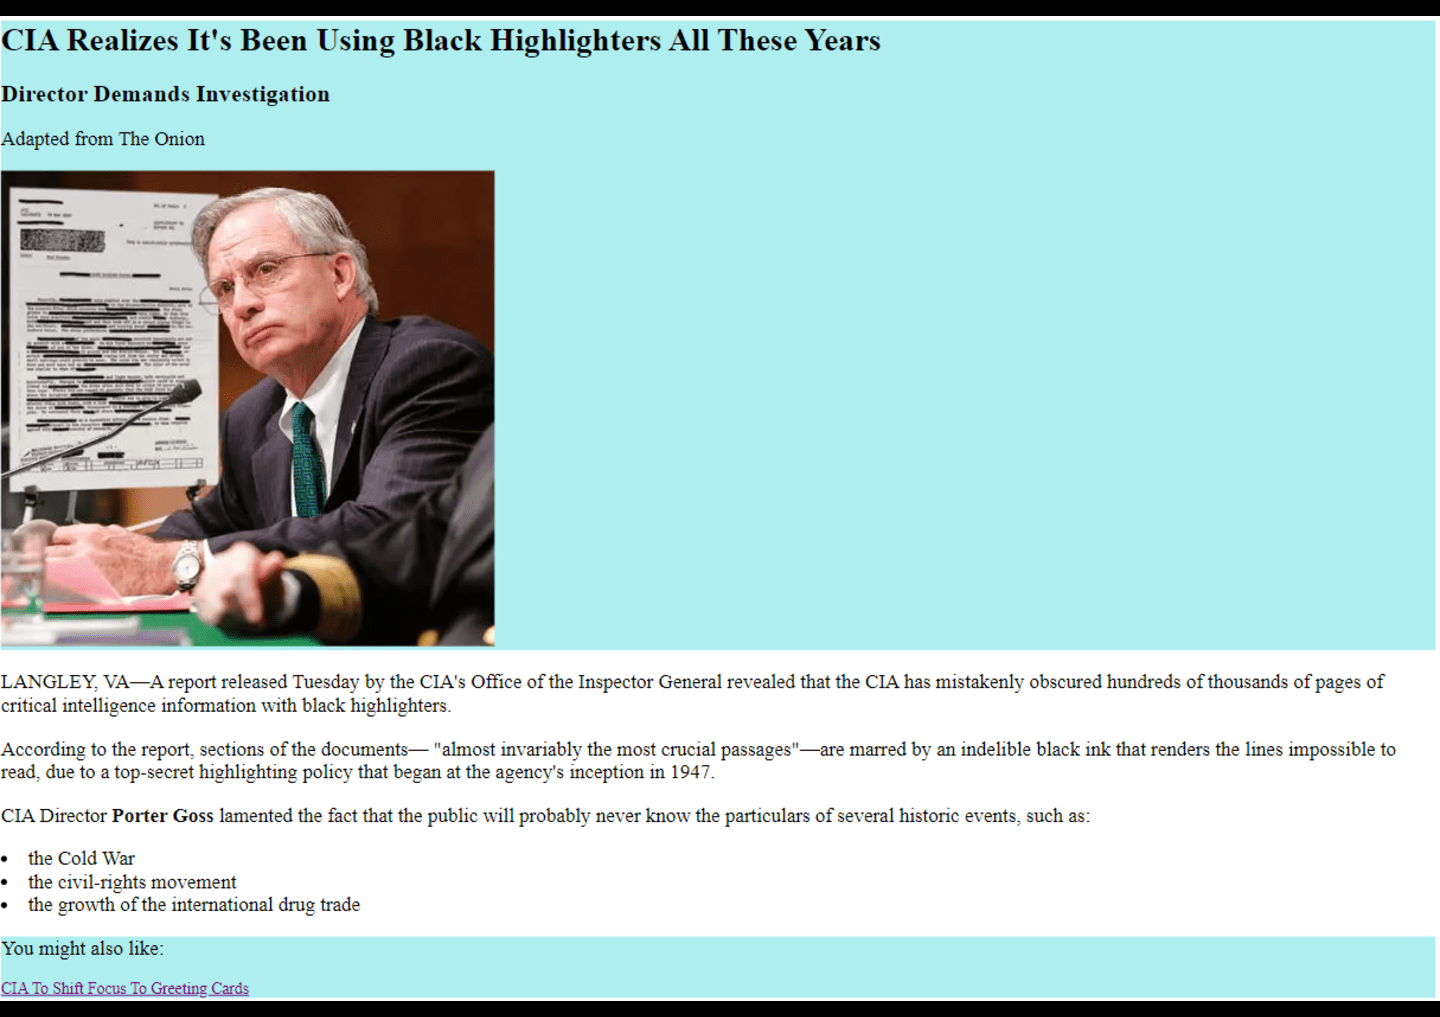 CIA Realizes It's Been Using Black Highlighters All These Years
Director Demands Investigation
Adapted from The Onion
LANGLEY, VA—A report released Tuesday by the CIA's Office of the Inspector General revealed that the CIA has mistakenly obscured hundreds of thousands of pages of
critical intelligence information with black highlighters.
According to the report, sections of the documents— "almost invariably the most crucial passages"—are marred by an indelible black ink that renders the lines impossible to
read, due to a top-secret highlighting policy that began at the agency's inception in 1947.
CIA Director Porter Goss lamented the fact that the public will probably never know the particulars of several historic events, such as:
• the Cold War
• the civil-rights movement
• the growth of the international drug trade
You might also like:
CIA To Shift Focus To Greeting Cards